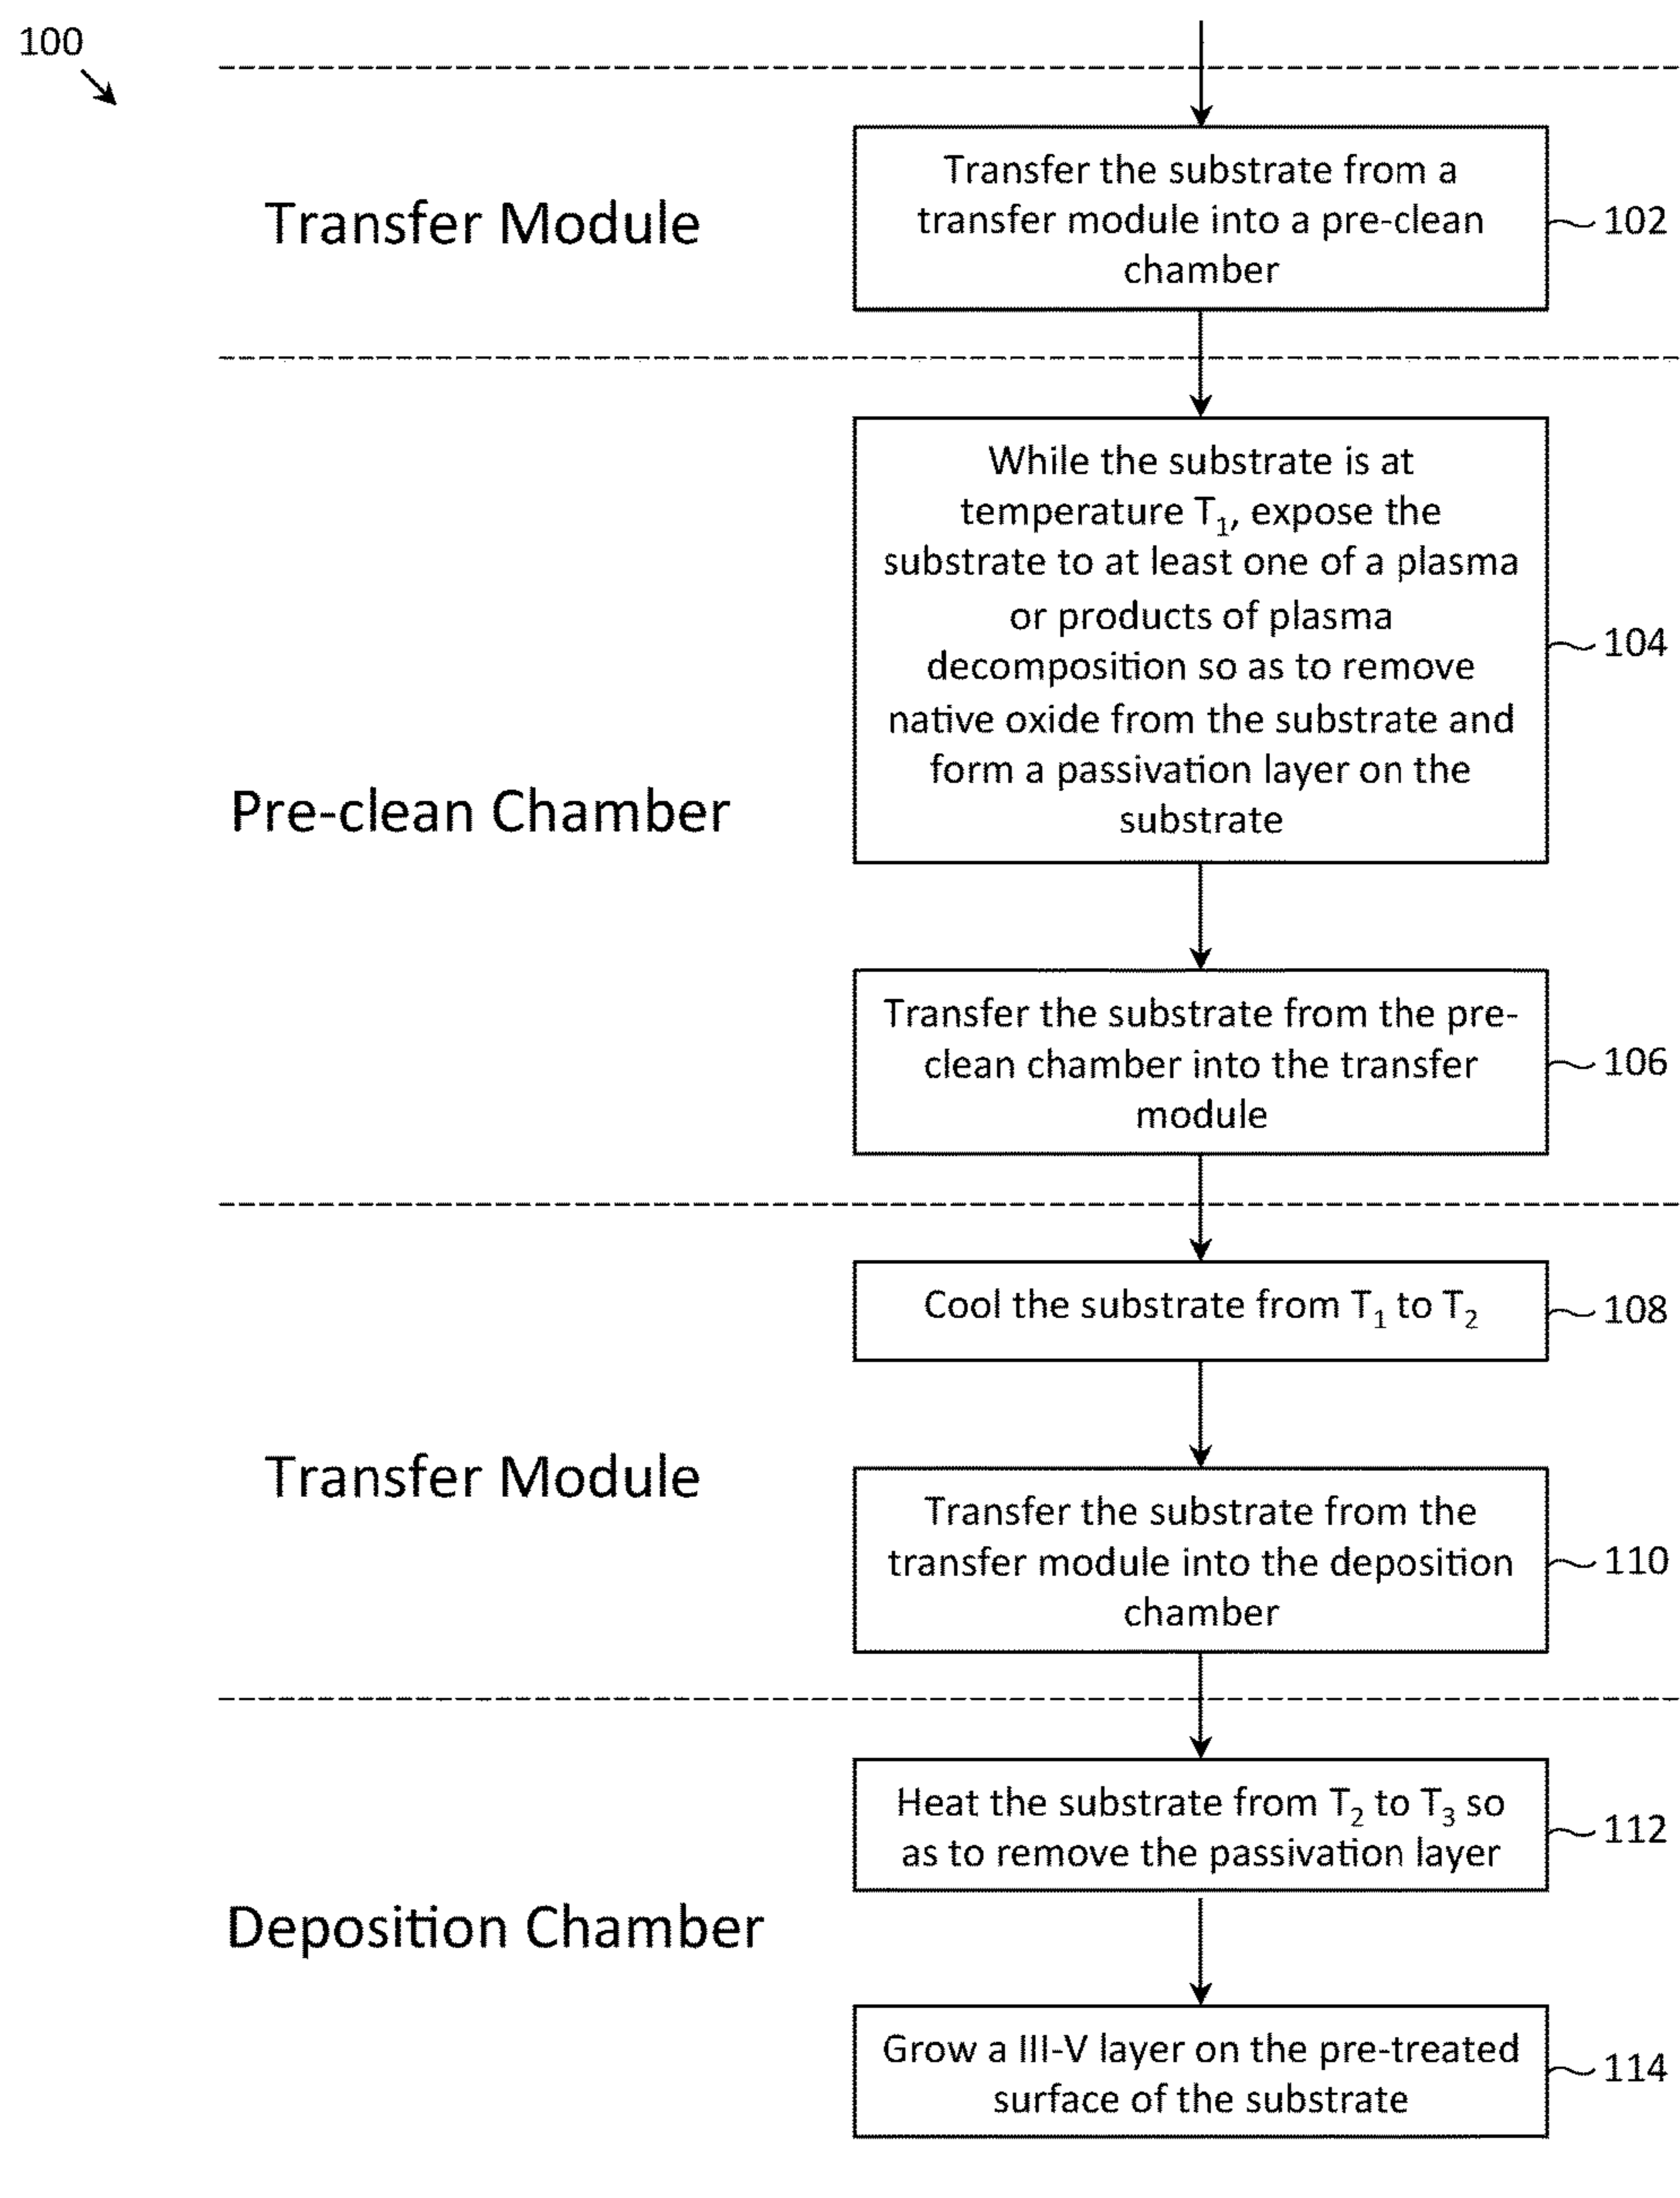 100
Transfer Module
Transfer the substrate from a
transfer module into a pre-clean
chamber
102
Pre-clean Chamber
While the substrate is at
temperature T1, expose the
substrate to at least one of a plasma
or products of plasma
decomposition so as to remove
native oxide from the substrate and
form a passivation layer on the
substrate
104
Transfer the substrate from the pre-
clean chamber into the transfer
module
106
Transfer Module
Cool the substrate from T1 to T2
108
Transfer the substrate from the
transfer module into the deposition
chamber
110
Deposition Chamber
Heat the substrate from T2 to T3 so
as to remove the passivation layer
112
Grow a III-V layer on the pre-treated
surface of the substrate
114